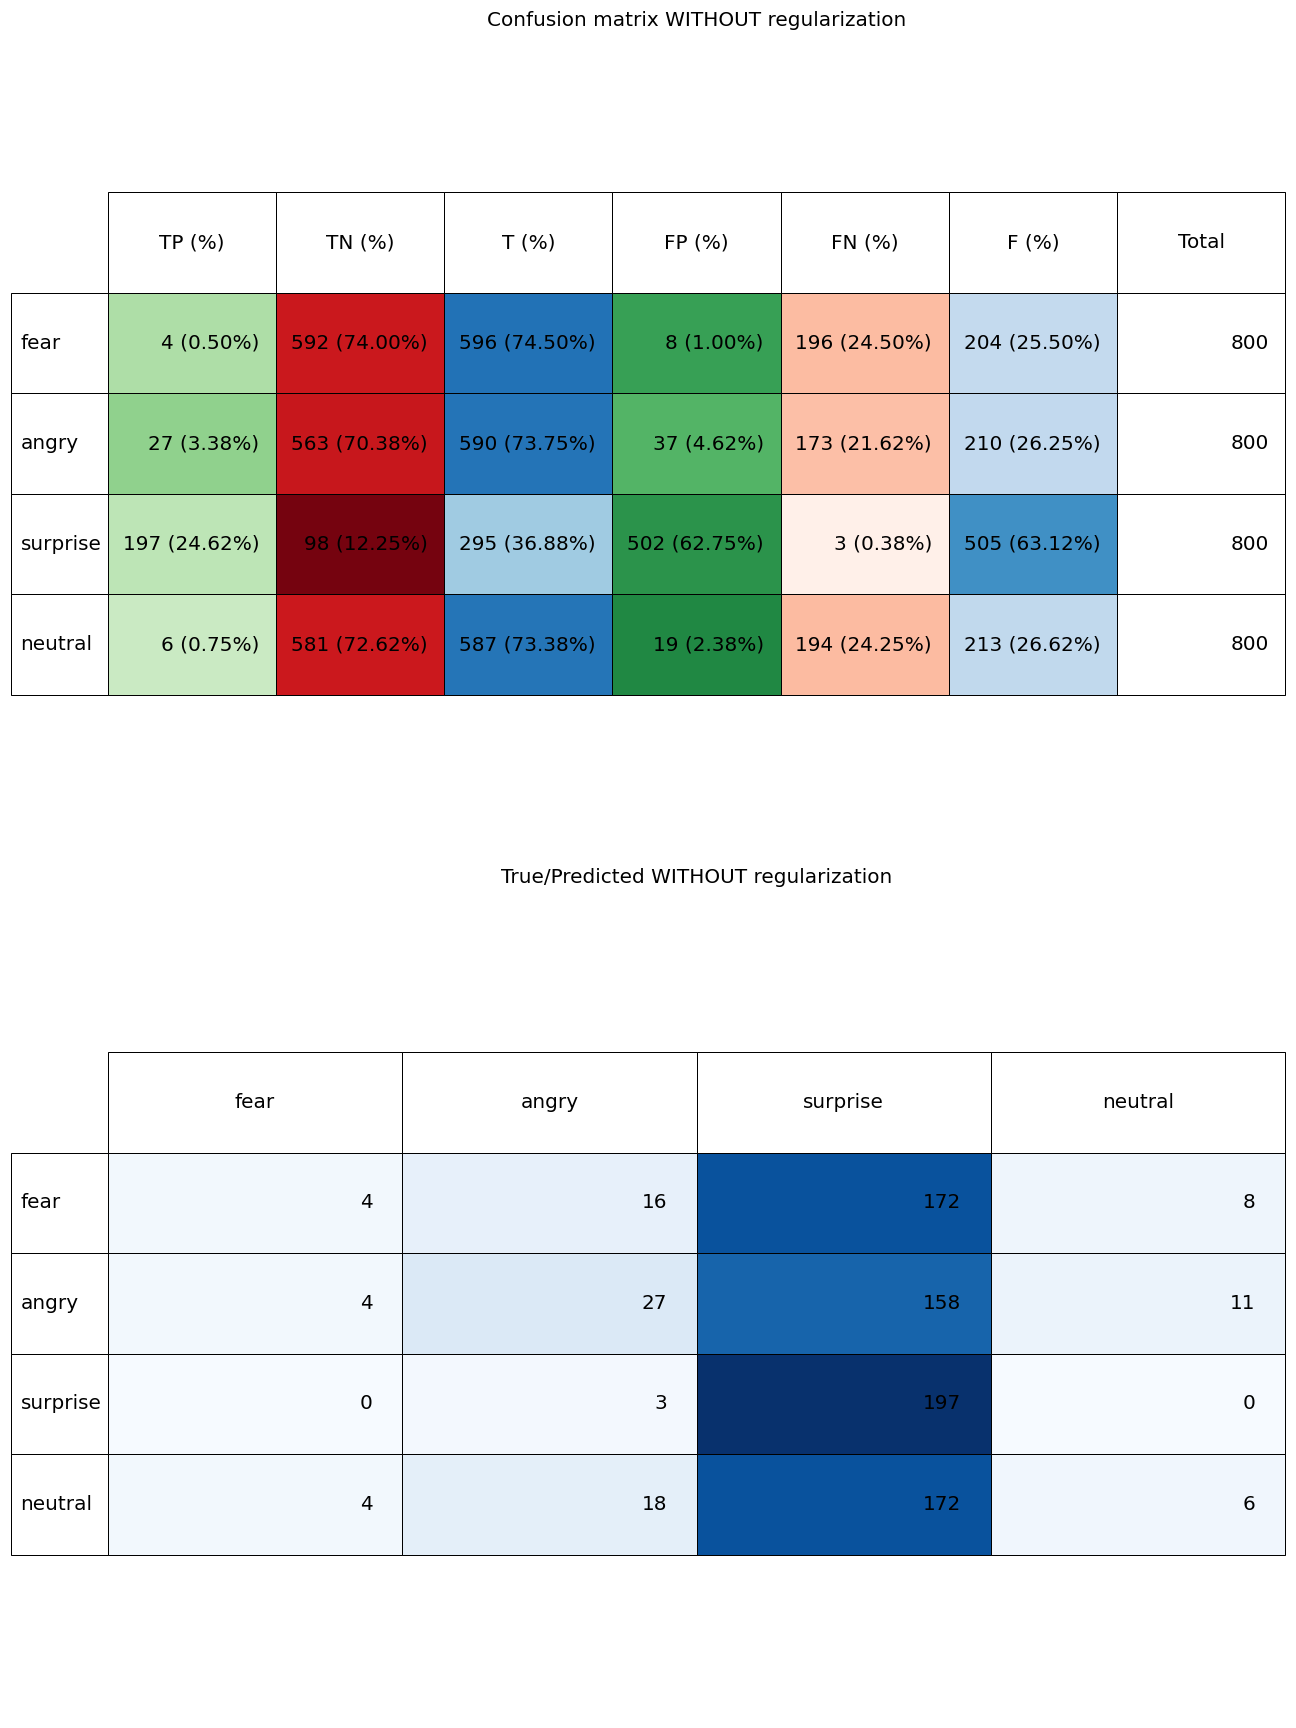 Confusion matrix WITHOUT regularization
TP (%) TN (%) T (%) FP (%) FN (%) F (%) Total
fear 4 (0.50%) 592 (74.00%) 596 (74.50%) 8 (1.00%) 196 (24.50%) 204 (25.50%) 800
angry 27 (3.38%) 563 (70.38%) 590 (73.75%) 37 (4.62%) 173 (21.62%) 210 (26.25%) 800
surprise 197 (24.62%) 98 (12.25%) 295 (36.88%) 502 (62.75%) 3 (0.38%) 505 (63.12%) 800
neutral 6 (0.75%) 581 (72.62%) 587 (73.38%) 19 (2.38%) 194 (24.25%) 213 (26.62%) 800
True/Predicted WITHOUT regularization
fear angry surprise neutral
fear 4 16 172 8
angry 4 27 158 11
surprise 0 3 197 0
neutral 4 18 172 6